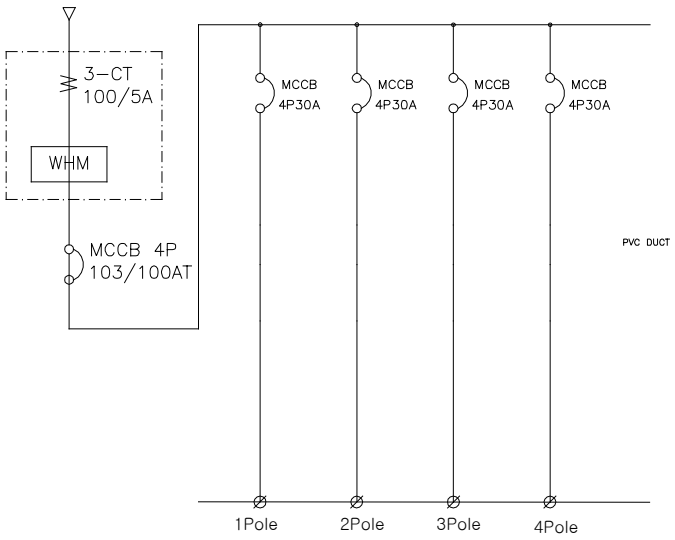 3-CT
100/5A
WHM
MCCB 4P
103/100AT
MCCB
4P30A
MCCB
4P30A
MCCB
4P30A
MCCB
4P30A
PVC DUCT
1Pole
2Pole
3Pole
4Pole